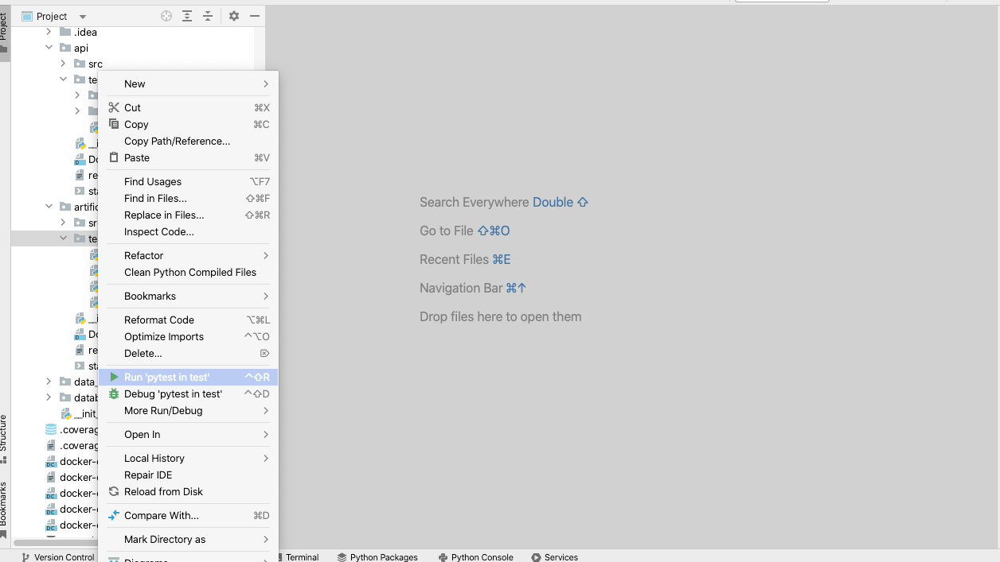 Project
Project
.idea
api
src
New
Cut ⌘X
Copy ⌘C
Copy Path/Reference...
Paste ⌘V
Find Usages ⌥F7
Find in Files... ⇧⌘F
Replace in Files... ⇧⌘R
Inspect Code...
Refactor
Clean Python Compiled Files
Bookmarks
Reformat Code ⌥⌘L
Optimize Imports ^⌥O
Delete... ⌦
Run 'pytest in test' ^⇧R
Debug 'pytest in test' ^⇧D
More Run/Debug
Open In
Local History
Repair IDE
Reload from Disk
Compare With... ⌘D
Mark Directory as
Diagrams
te
__i
Do
re
sta
artific
sr
te
__i
Do
re
sta
data_
datab
__init_
.coverag
.coverag
docker-c
docker-c
docker-c
docker-c
docker-c
Structure
Bookmarks
Search Everywhere Double ⇧
Go to File ⇧⌘O
Recent Files ⌘E
Navigation Bar ⌘↑
Drop files here to open them
Version Control
Terminal
Python Packages
Python Console
Services